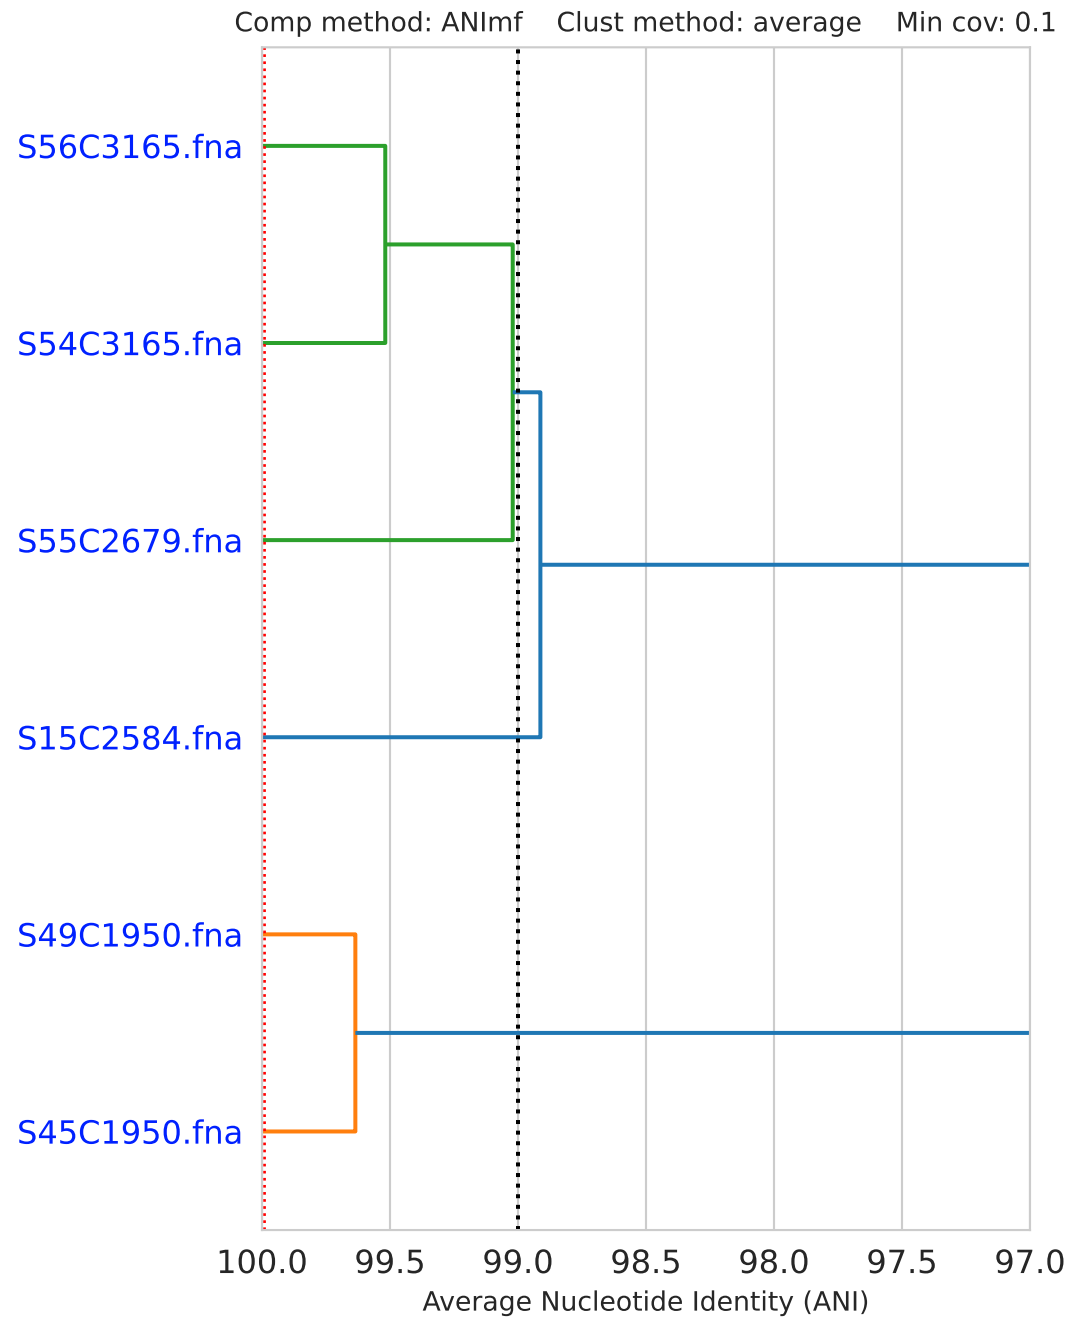 Comp method: ANImf    Clust method: average    Min cov: 0.1
S56C3165.fna
S54C3165.fna
S55C2679.fna
S15C2584.fna
S49C1950.fna
S45C1950.fna
100.0 99.5 99.0 98.5 98.0 97.5 97.0
Average Nucleotide Identity (ANI)